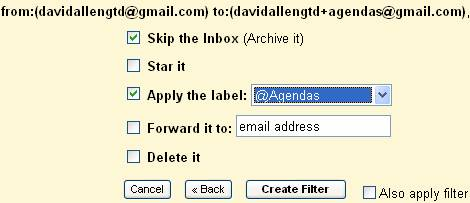 from:(davidallengtd@gmail.com) to:(davidallengtd+agendas@gmail.com),
Skip the Inbox (Archive it)
Star it
Apply the label: @Agendas
Forward it to: email address
Delete it
Cancel « Back Create Filter Also apply filter